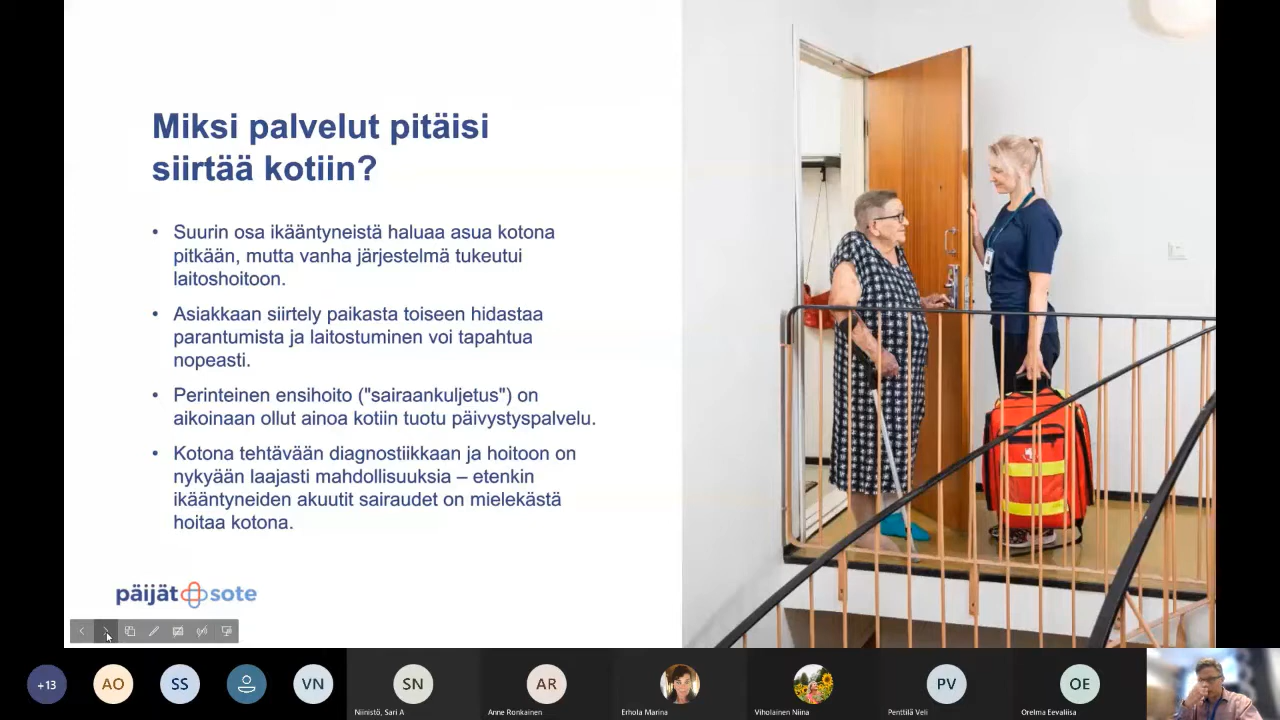 Miksi palvelut pitäisi
siirtää kotiin?
• Suurin osa ikääntyneistä haluaa asua kotona
pitkään, mutta vanha järjestelmä tukeutui
laitoshoitoon.
• Asiakkaan siirtely paikasta toiseen hidastaa
parantumista ja laitostuminen voi tapahtua
nopeasti.
• Perinteinen ensihoito ("sairaankuljetus") on
aikoinaan ollut ainoa kotiin tuotu päivystyspalvelu.
• Kotona tehtävään diagnostiikkaan ja hoitoon on
nykyään laajasti mahdollisuuksia – etenkin
ikääntyneiden akuutit sairaudet on mielekästä
hoitaa kotona.
päijät sote
+13
AO
SS
VN
SN
AR
PV
OE
Niinistö, Sari A
Anne Ronkainen
Erhola Marina
Viholainen Niina
Penttilä Veli
Orelma Eevaliisa